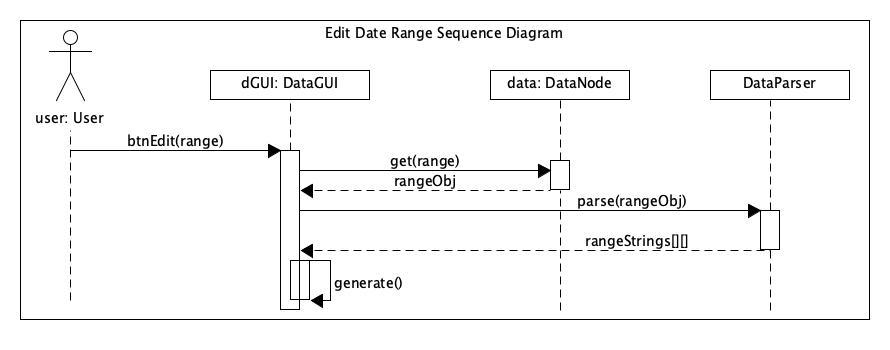 Edit Date Range Sequence Diagram
dGUI: DataGUI
data: DataNode
DataParser
user: User
btnEdit(range)
get(range)
rangeObj
parse(rangeObj)
rangeStrings[][]
generate()